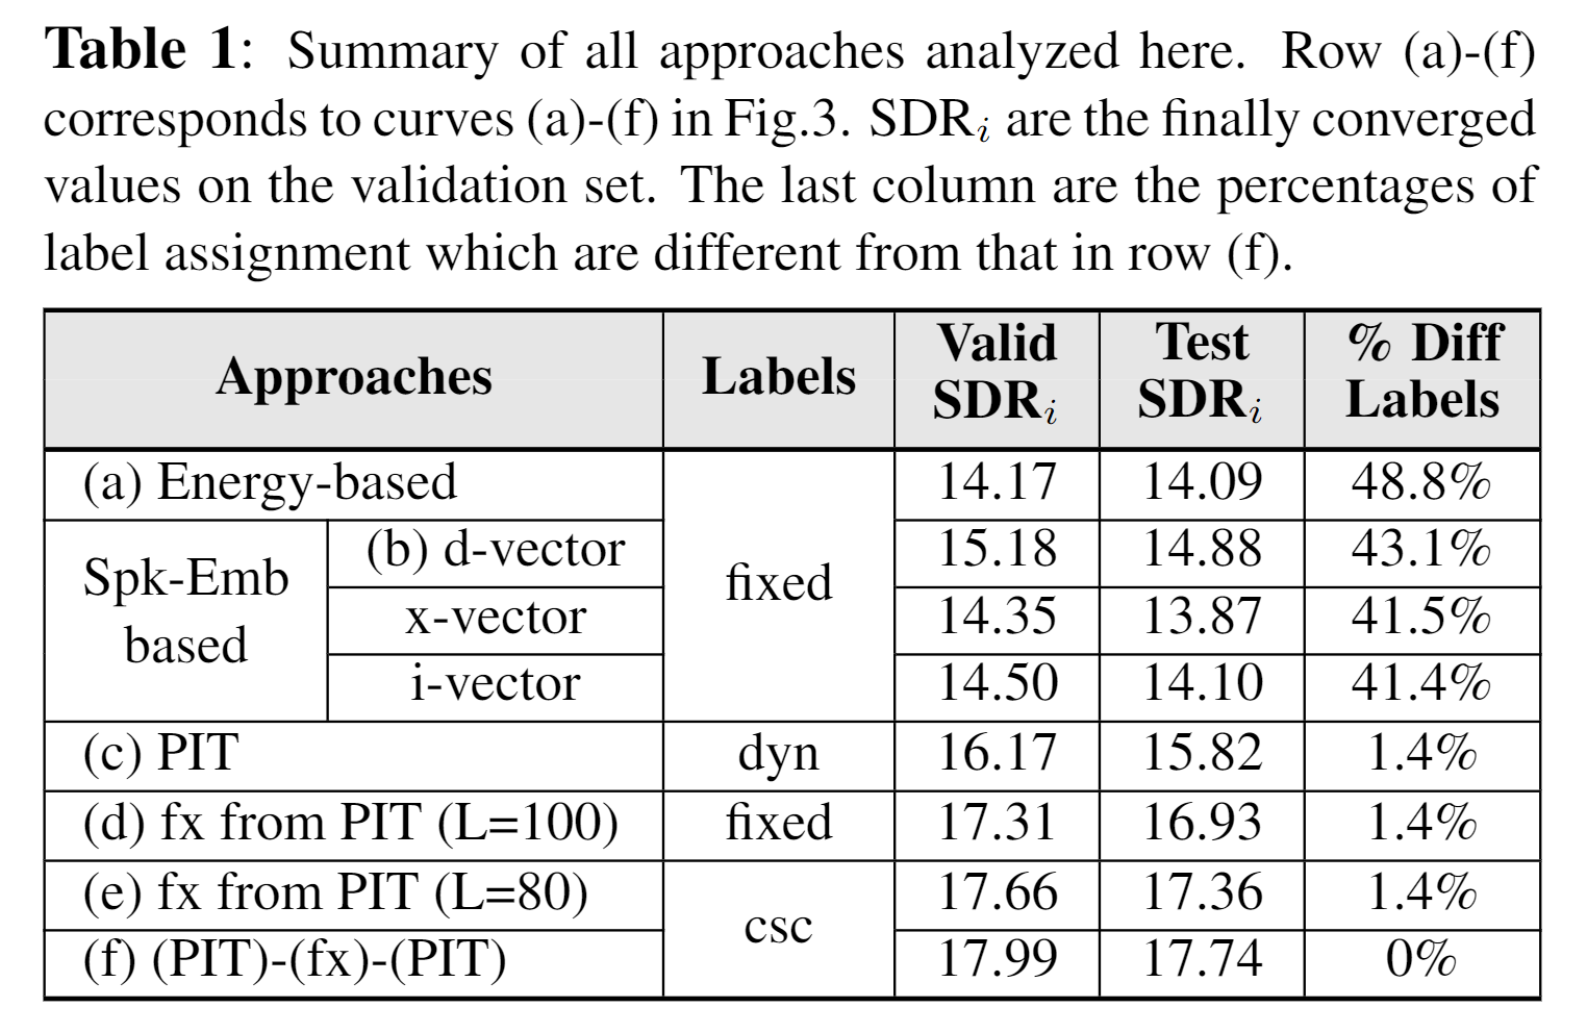 Table 1: Summary of all approaches analyzed here. Row (a)-(f)
corresponds to curves (a)-(f) in Fig.3. SDRi are the finally converged
values on the validation set. The last column are the percentages of
label assignment which are different from that in row (f).
Approaches Labels Valid SDRi Test SDRi % Diff Labels
(a) Energy-based fixed 14.17 14.09 48.8%
Spk-Emb based (b) d-vector 15.18 14.88 43.1%
x-vector 14.35 13.87 41.5%
i-vector 14.50 14.10 41.4%
(c) PIT dyn 16.17 15.82 1.4%
(d) fx from PIT (L=100) fixed 17.31 16.93 1.4%
(e) fx from PIT (L=80) csc 17.66 17.36 1.4%
(f) (PIT)-(fx)-(PIT) 17.99 17.74 0%